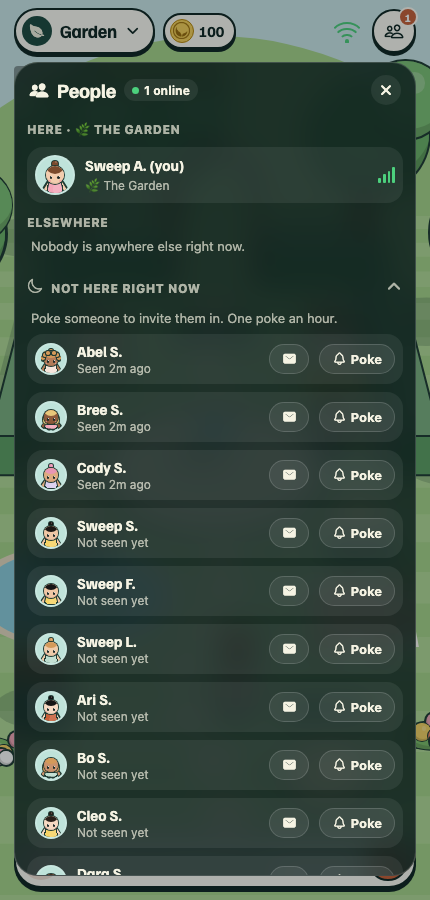 Garden
100
1
People
1 online
HERE · THE GARDEN
Sweep A. (you)
The Garden
ELSEWHERE
Nobody is anywhere else right now.
NOT HERE RIGHT NOW
Poke someone to invite them in. One poke an hour.
Abel S.
Seen 2m ago
Poke
Bree S.
Seen 2m ago
Poke
Cody S.
Seen 2m ago
Poke
Sweep S.
Not seen yet
Poke
Sweep F.
Not seen yet
Poke
Sweep L.
Not seen yet
Poke
Ari S.
Not seen yet
Poke
Bo S.
Not seen yet
Poke
Cleo S.
Not seen yet
Poke